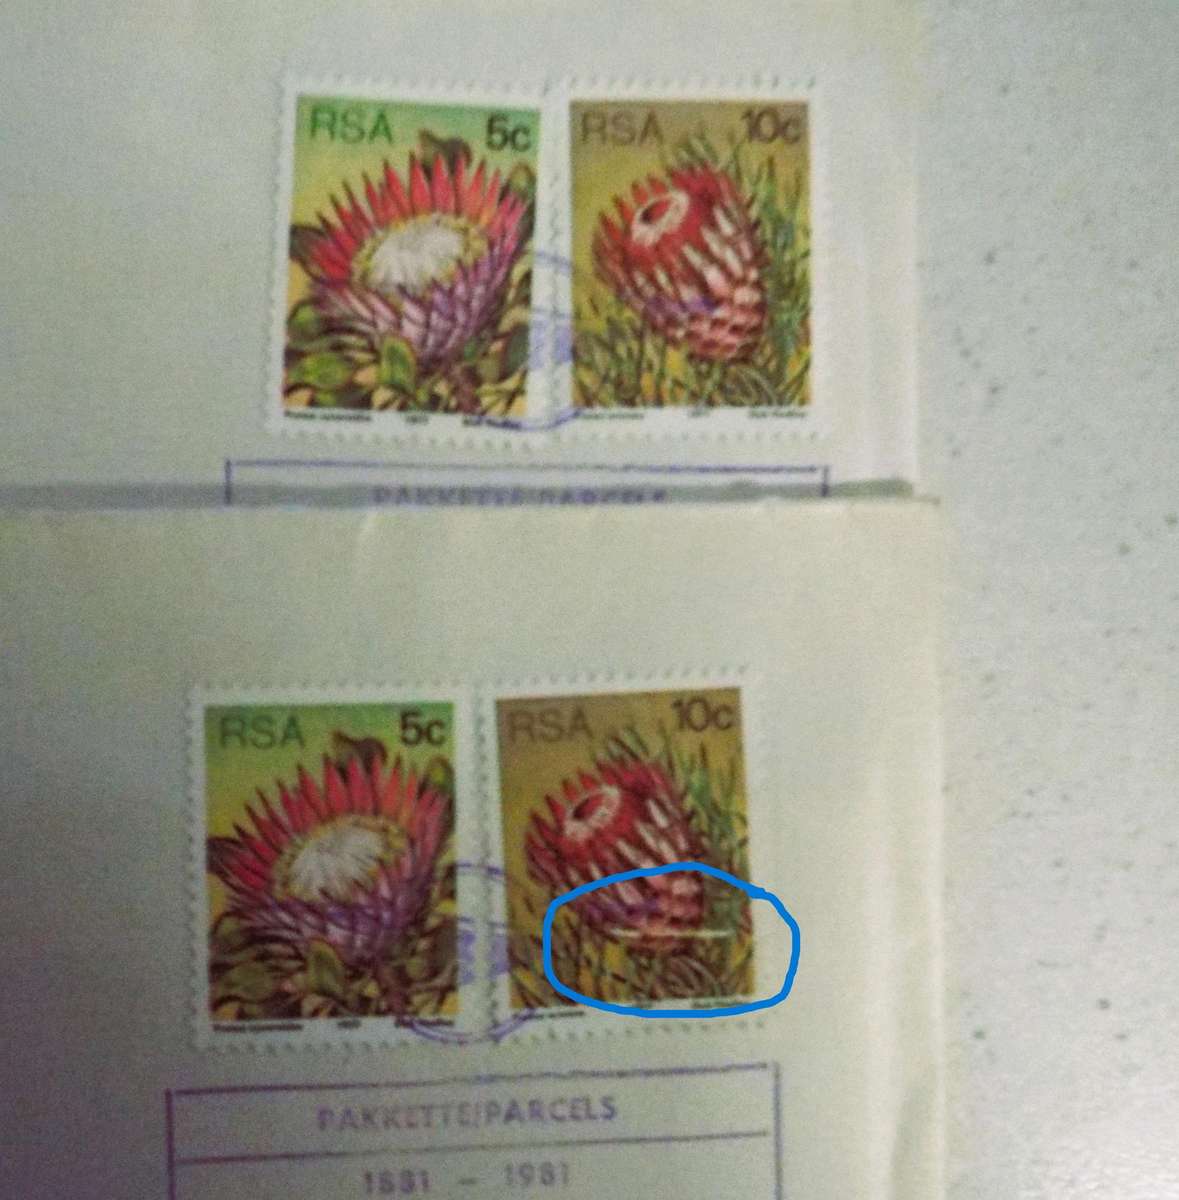 RSA 5c
RSA 10c
PAKKETTE/PARCELS
RSA 5c
RSA 10c
PAKKETTE/PARCELS
1881 – 1981